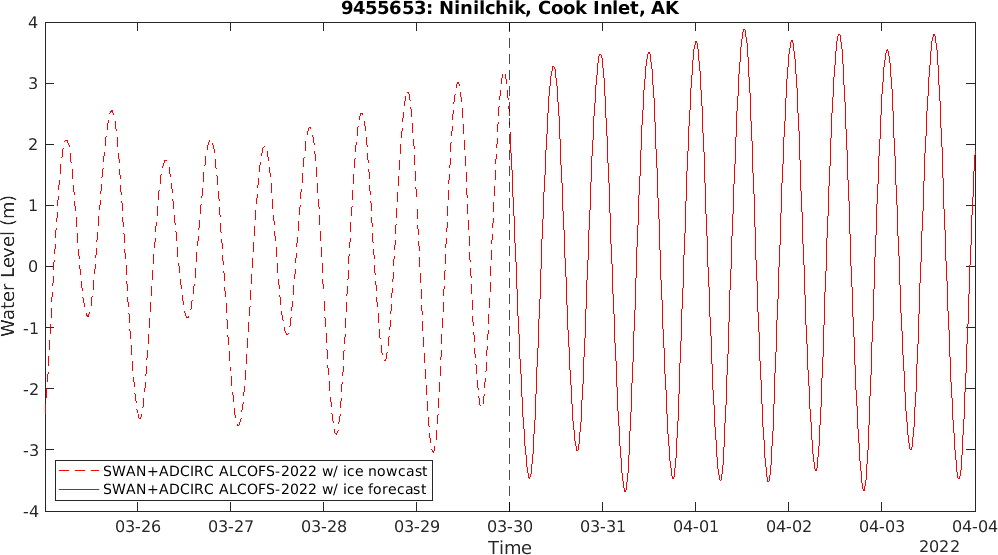 9455653: Ninilchik, Cook Inlet, AK
4
3
2
1
0
-1
-2
-3
-4
Water Level (m)
SWAN+ADCIRC ALCOFS-2022 w/ ice nowcast
SWAN+ADCIRC ALCOFS-2022 w/ ice forecast
03-26 03-27 03-28 03-29 03-30 03-31 04-01 04-02 04-03 04-04
Time
2022